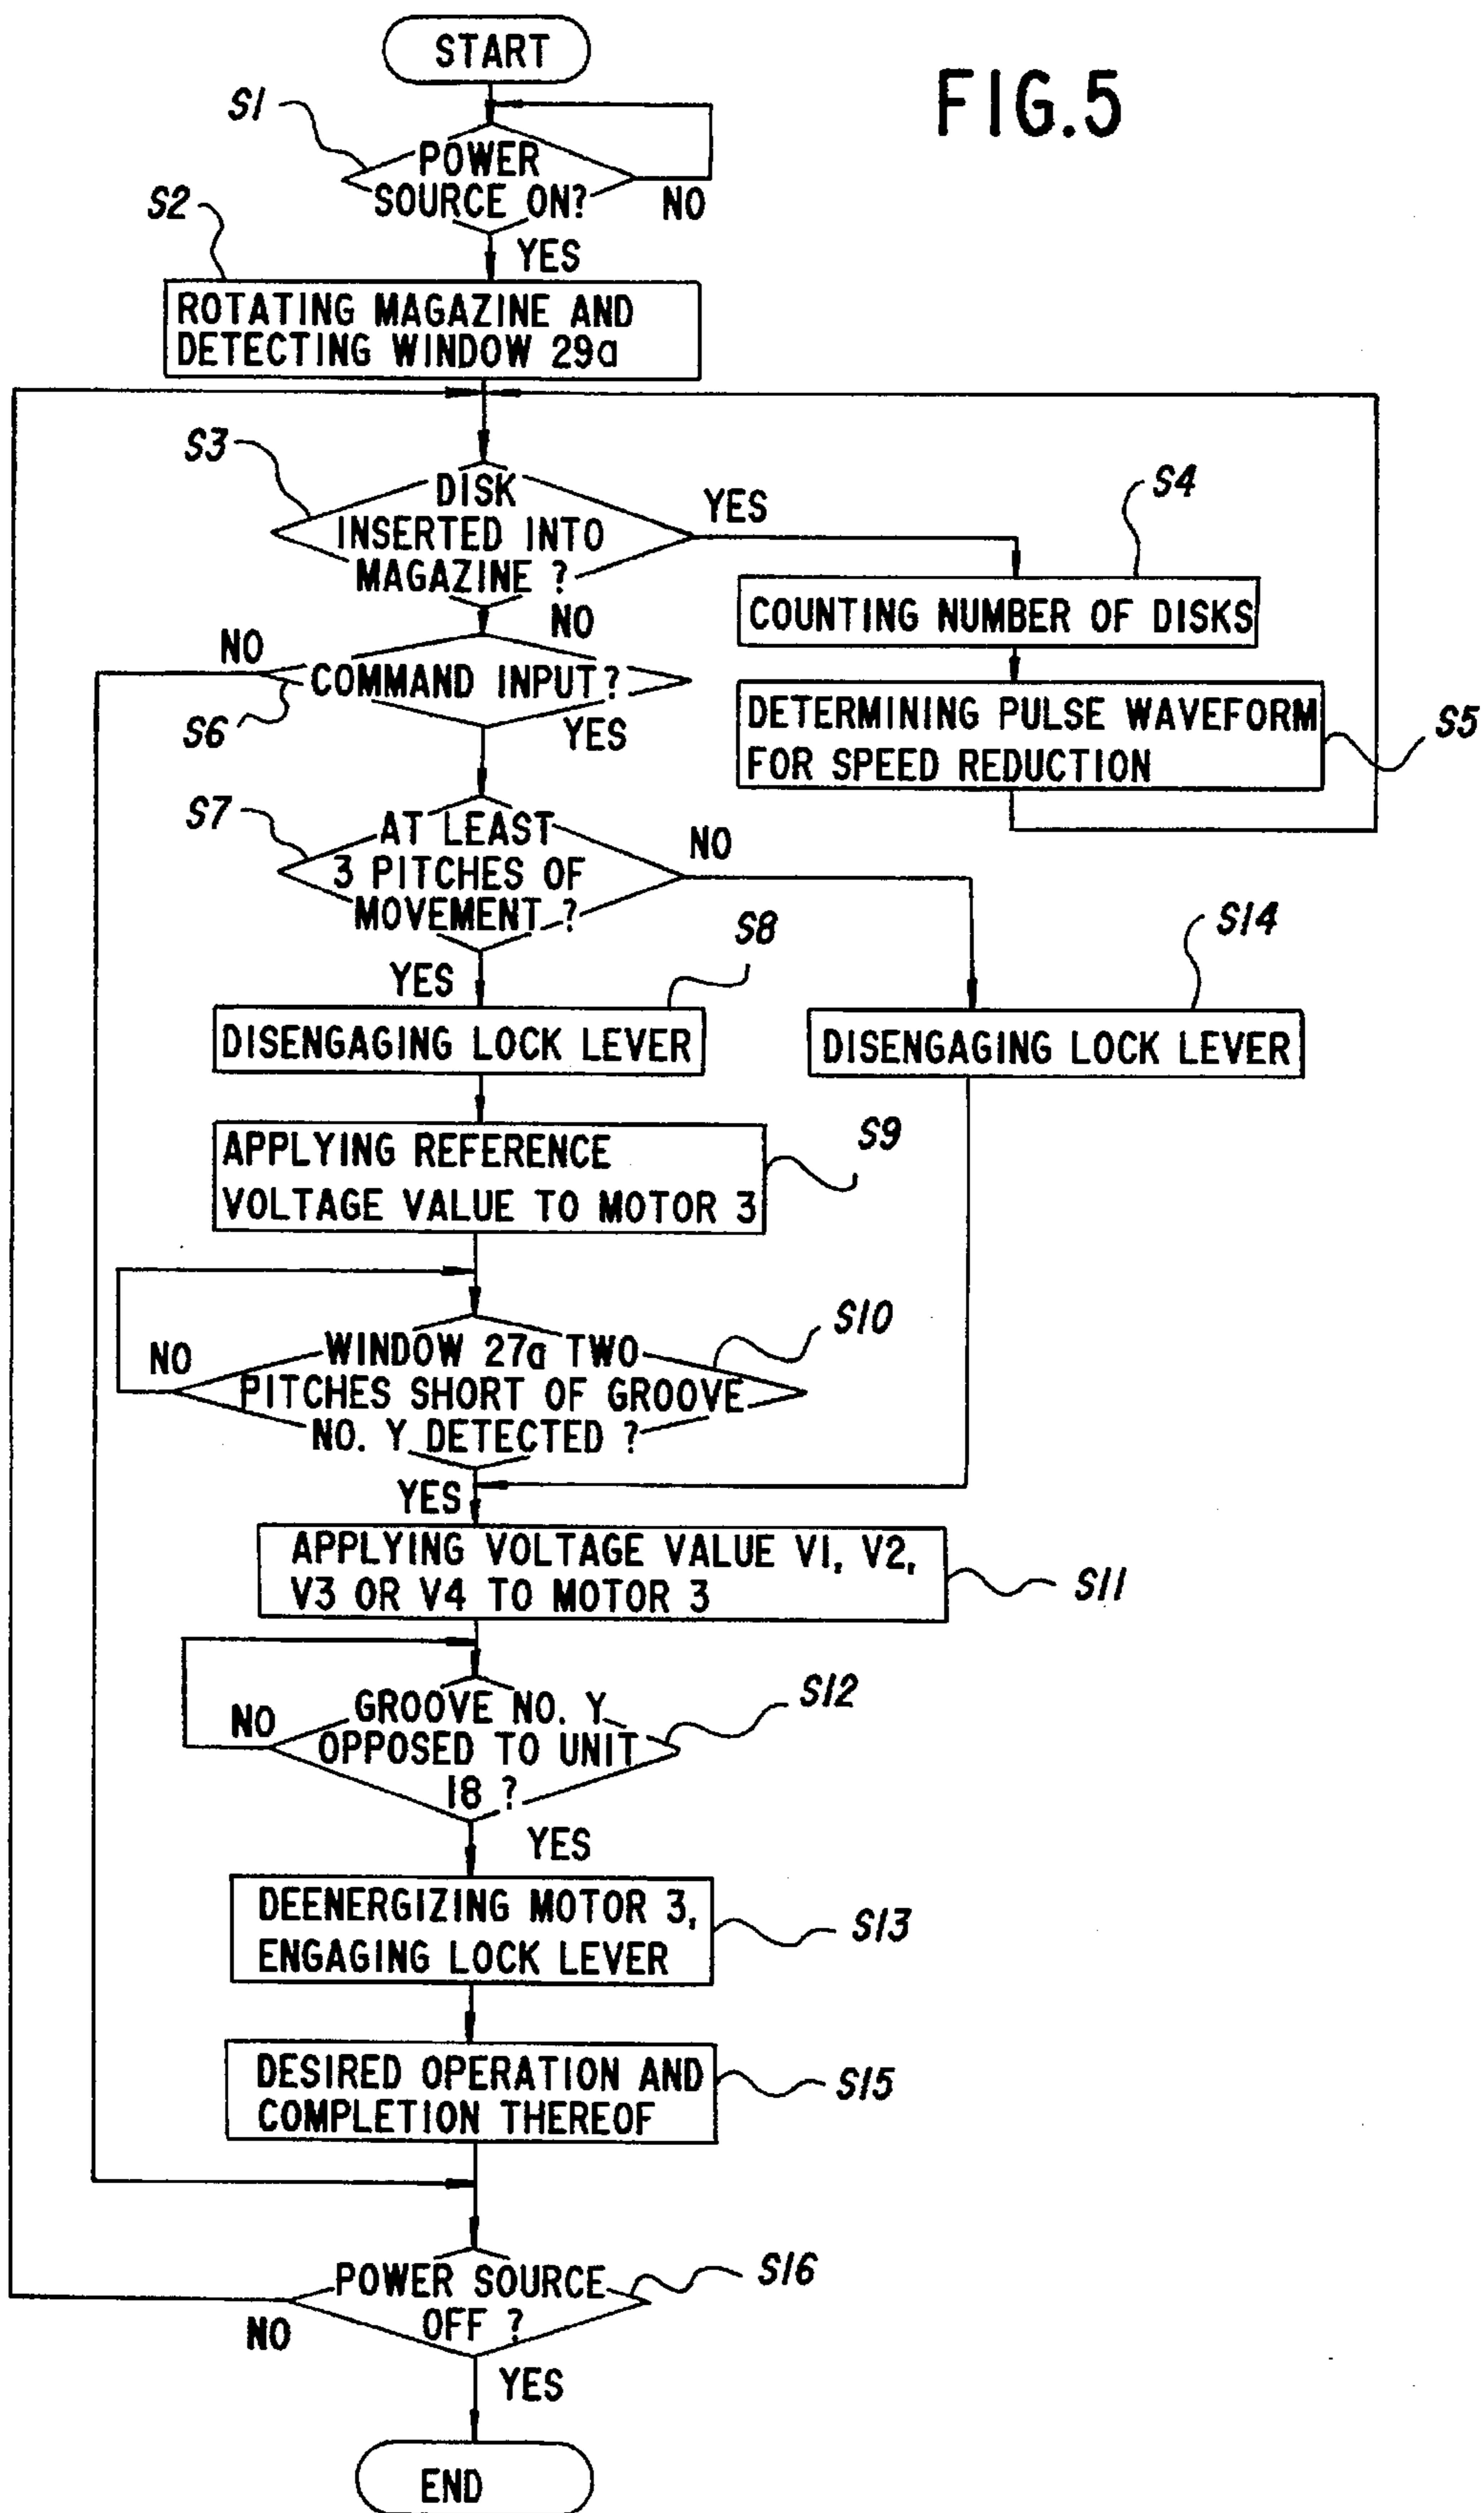 START
FIG.5
S1
POWER
SOURCE ON?
NO
S2
YES
ROTATING MAGAZINE AND
DETECTING WINDOW 29a
S3
DISK
INSERTED INTO
MAGAZINE ?
YES
S4
NO
COUNTING NUMBER OF DISKS
NO
COMMAND INPUT?
S6
YES
DETERMINING PULSE WAVEFORM
FOR SPEED REDUCTION
S5
S7
AT LEAST
3 PITCHES OF
MOVEMENT ?
NO
YES
S8
S14
DISENGAGING LOCK LEVER
DISENGAGING LOCK LEVER
APPLYING REFERENCE
VOLTAGE VALUE TO MOTOR 3
S9
WINDOW 27a TWO
PITCHES SHORT OF GROOVE
NO. Y DETECTED ?
NO
S10
YES
APPLYING VOLTAGE VALUE V1, V2,
V3 OR V4 TO MOTOR 3
S11
GROOVE NO. Y
OPPOSED TO UNIT
18 ?
NO
S12
YES
DEENERGIZING MOTOR 3,
ENGAGING LOCK LEVER
S13
DESIRED OPERATION AND
COMPLETION THEREOF
S15
POWER SOURCE
OFF ?
S16
NO
YES
END